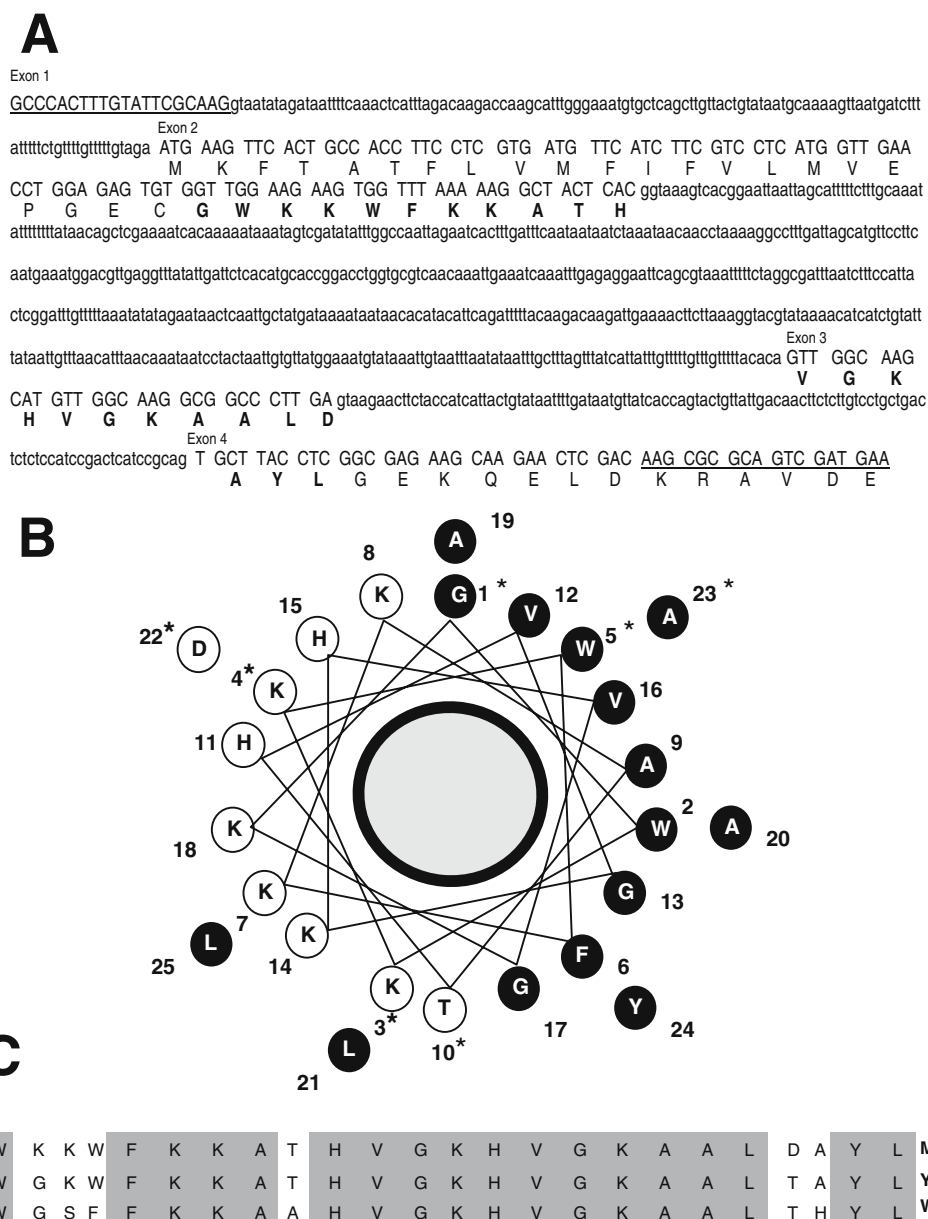 A
Exon 1
GCCCACTTTGTATTCGCAAGgtaatatagataattttcaaactcatttagacaagaccaagcatttgggaaatgtgctcagcttgttactgtataatgcaaaagttaatgatcttt
Exon 2
atttttctgttttgtttttgtaga ATG AAG TTC ACT GCC ACC TTC CTC GTG ATG TTC ATC TTC GTC CTC ATG GTT GAA
M K F T A T F L V M F I F V L M V E
CCT GGA GAG TGT GGT TGG AAG AAG TGG TTT AAA AAG GCT ACT CAC ggtaaagtcacggaattaattagcatttttctttgcaaat
P G E C G W K K W F K K A T H
attttttttataacagctcgaaaatcacaaaaataaatagtcgatatatttggccaattagaatcactttgatttcaataataatctaaataacaacctaaaaggcctttgattagcatgttccttc
aatgaaatggacgttgaggtttatattgattctcacatgcaccggacctggtgcgtcaacaaattgaaatcaaatttgagaggaattcagcgtaaatttttctaggcgatttaatctttccatta
ctcggatttgtttttaaatatatagaataactcaattgctatgataaaaataataacacatacattcagatttttacaagacaagattgaaaacttcttaaaggtacgtataaaacatcatctgtatt
tataattgtttaacatttaacaaataatcctactaattgtgttatggaaatgtataaattgtaatttaatataatttgctttagtttatcattatttgtttttgttgtttttacaca GTT GGC AAG
Exon 3
V G K
CAT GTT GGC AAG GCG GCC CTT GA gtaagaacttctaccatcattactgtataattttgataatgttatcaccagtactgttattgacaacttctcttgtcctgctgac
H V G K A A L D
Exon 4
tctctccatccgactcatccgcag T GCT TAC CTC GGC GAG AAG CAA GAA CTC GAC AAG CGC GCA GTC GAT GAA
A Y L G E K Q E L D K R A V D E
B
A 19
8 K G 1 * V 12 A 23 *
15 H W 5 *
22* D
4* K V 16
11 H A 9
K 18 W 2 A 20
K 7 G 13
L 25 K 14 F 6
K 3* T 10* G 17 Y 24
L 21
C
W K K W F K K A T H V G K H V G K A A L D A Y L M
W G K W F K K A T H V G K H V G K A A L T A Y L Y
W G S F F K K A A H V G K H V G K A A L T H Y L W